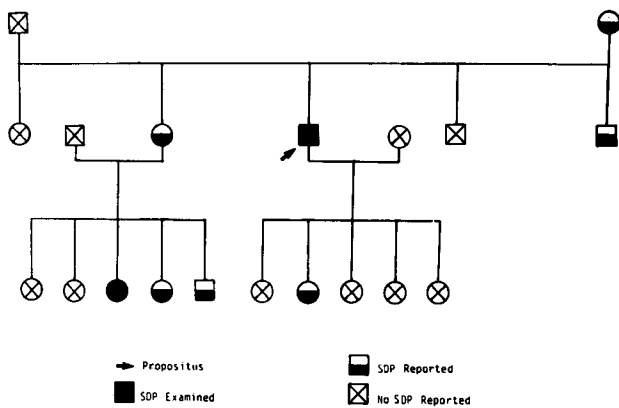 Propositus
SDP Examined
SDP Reported
No SDP Reported